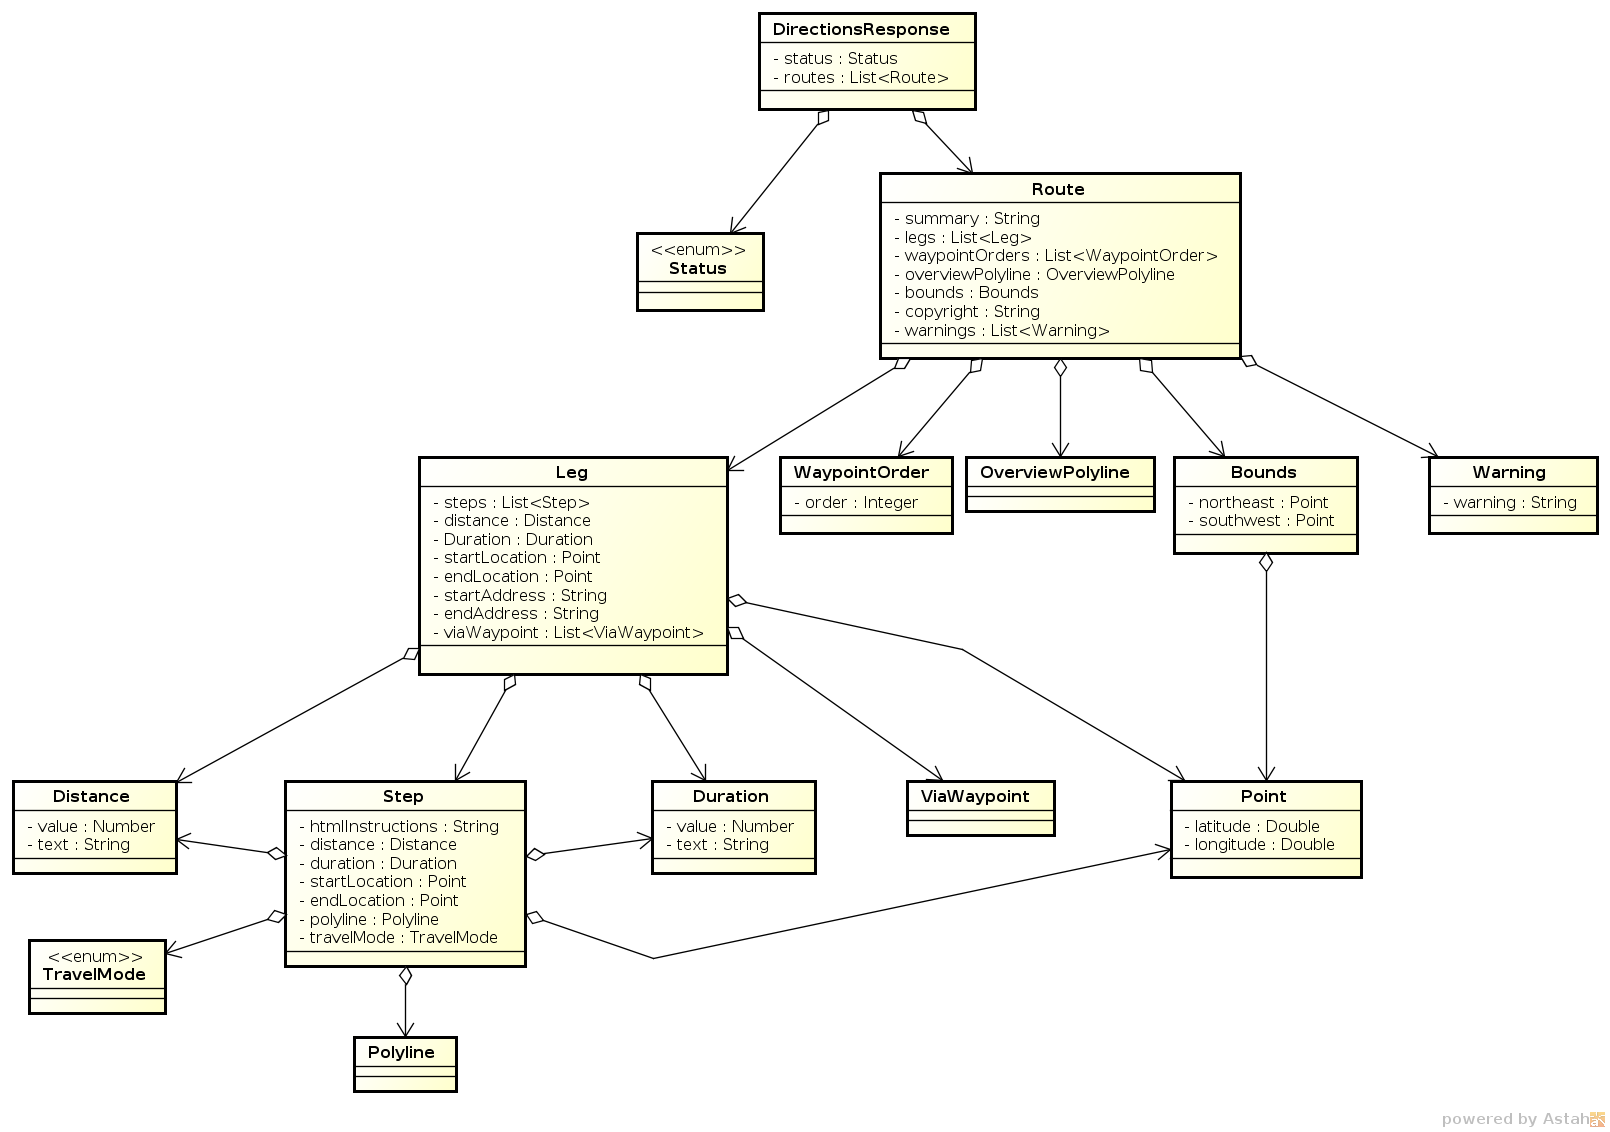 DirectionsResponse
- status : Status
- routes : List<Route>
Route
- summary : String
- legs : List<Leg>
- waypointOrders : List<WaypointOrder>
- overviewPolyline : OverviewPolyline
- bounds : Bounds
- copyright : String
- warnings : List<Warning>
<<enum>>
Status
Leg
- steps : List<Step>
- distance : Distance
- Duration : Duration
- startLocation : Point
- endLocation : Point
- startAddress : String
- endAddress : String
- viaWaypoint : List<ViaWaypoint>
WaypointOrder
- order : Integer
OverviewPolyline
Bounds
- northeast : Point
- southwest : Point
Warning
- warning : String
Distance
- value : Number
- text : String
Step
- htmlInstructions : String
- distance : Distance
- duration : Duration
- startLocation : Point
- endLocation : Point
- polyline : Polyline
- travelMode : TravelMode
Duration
- value : Number
- text : String
ViaWaypoint
Point
- latitude : Double
- longitude : Double
<<enum>>
TravelMode
Polyline
powered by Astah